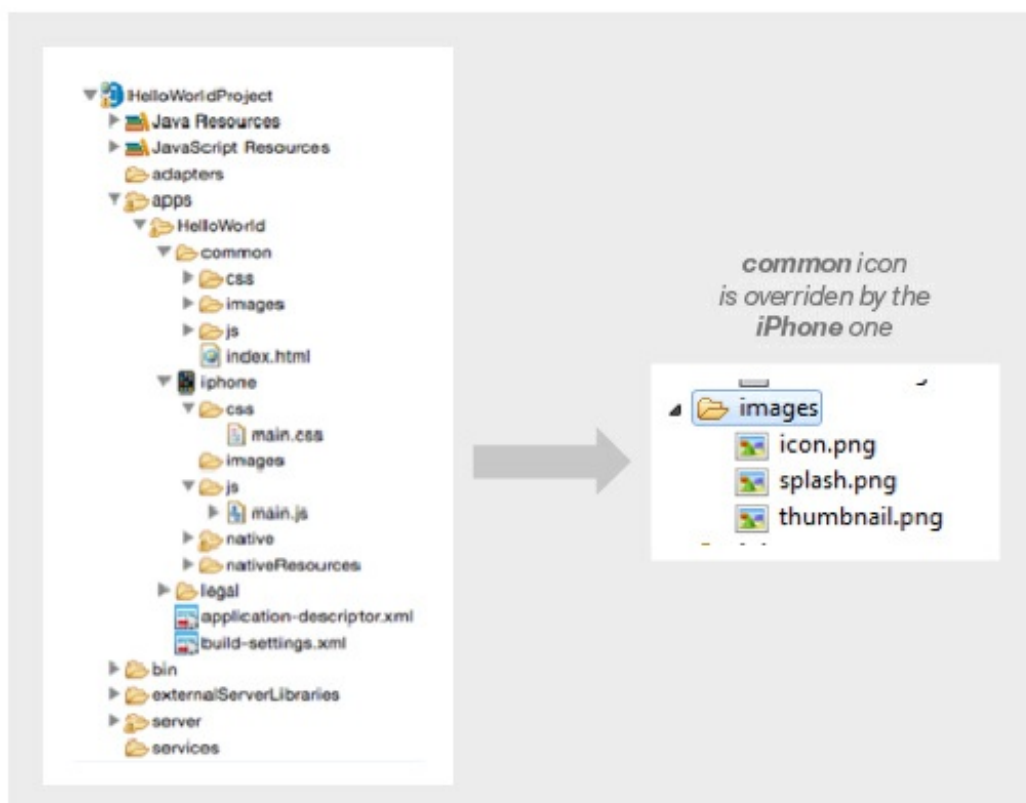 HelloWorldProject
Java Resources
JavaScript Resources
adapters
apps
HelloWorld
common
css
images
js
index.html
iphone
css
main.css
images
js
main.js
native
nativeResources
legal
application-descriptor.xml
build-settings.xml
bin
externalServerLibraries
server
services
common icon
is overriden by the
iPhone one
images
icon.png
splash.png
thumbnail.png